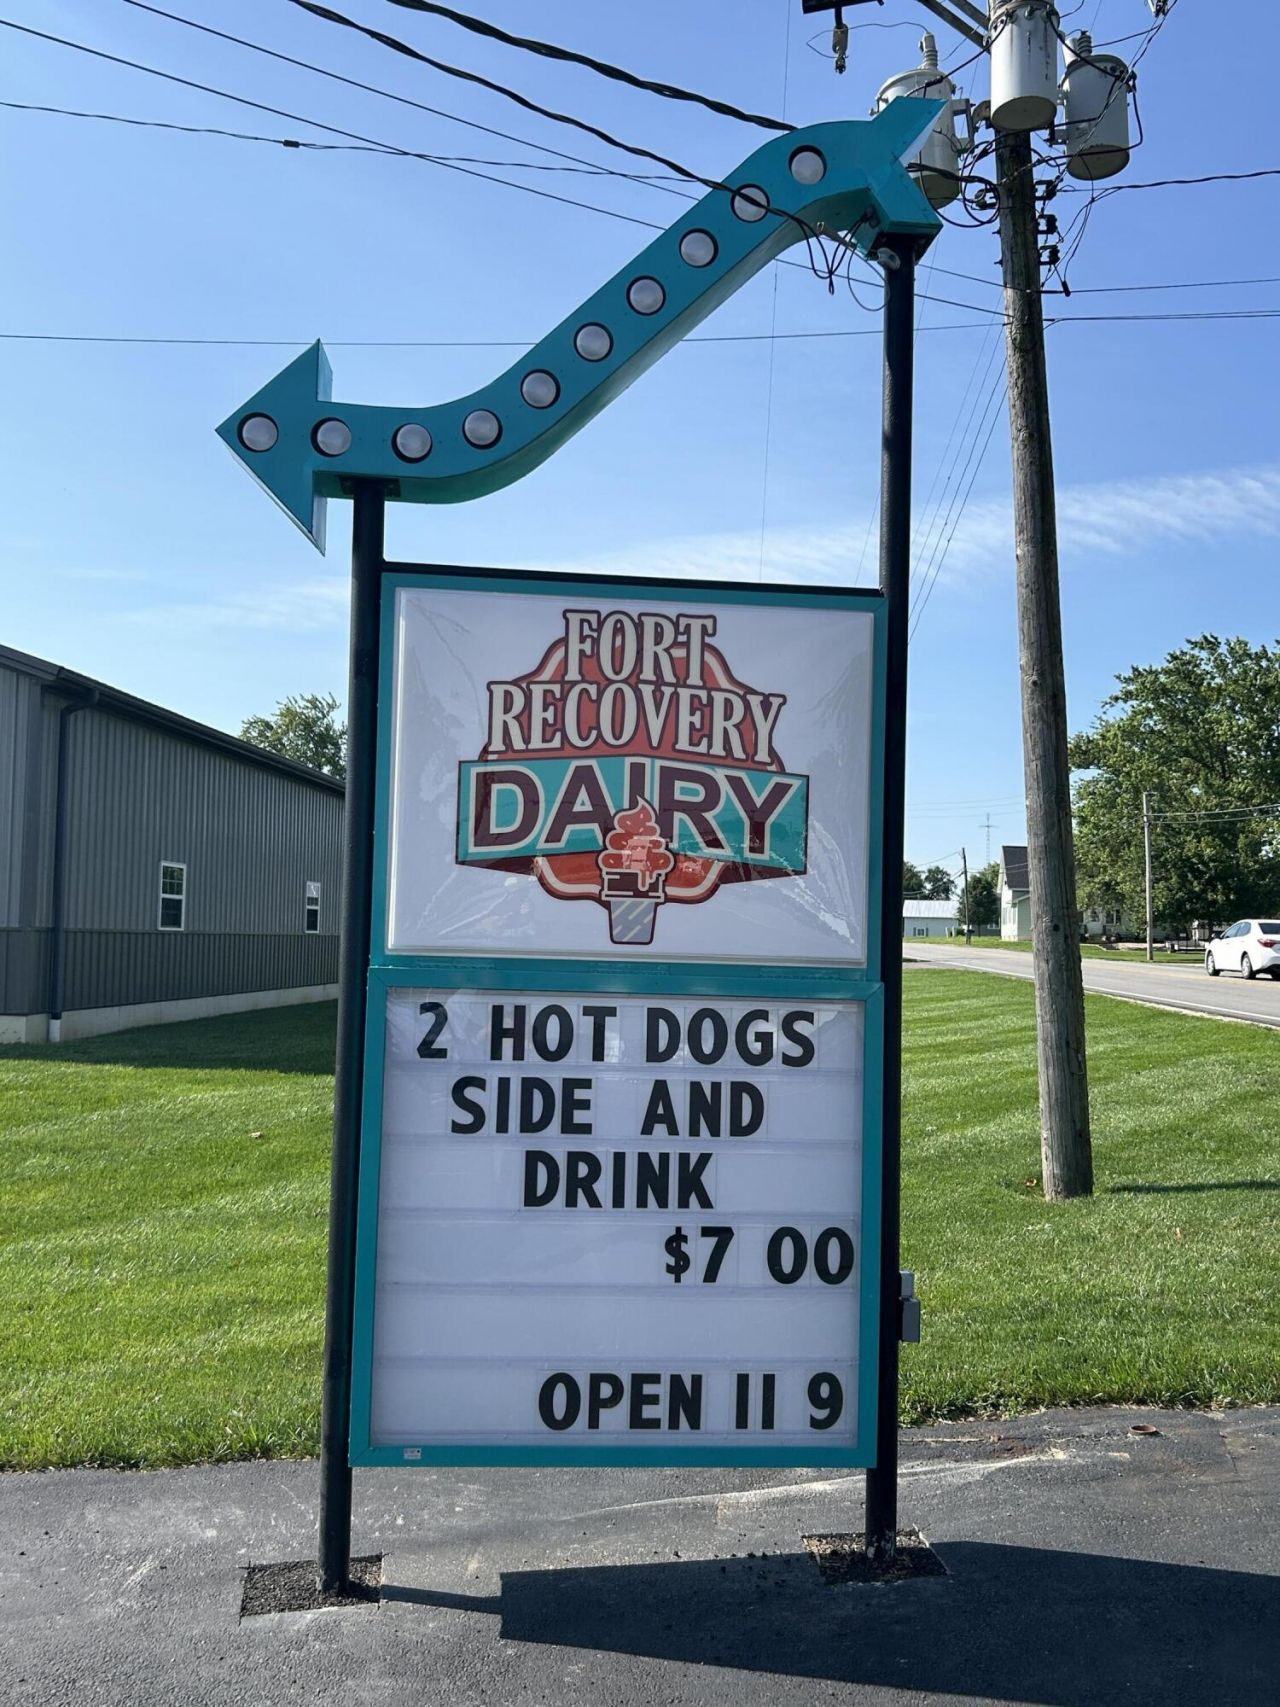 FORT
RECOVERY
DAIRY
2 HOT DOGS
SIDE AND
DRINK
$7 00
OPEN 11 9